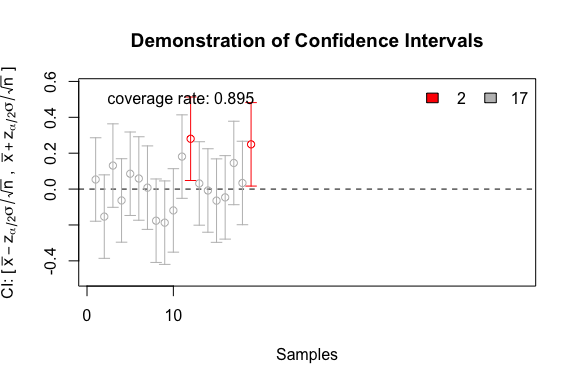 Demonstration of Confidence Intervals
coverage rate: 0.895
2
17
CI: [ x̅ − zα/2σ/√n , x̅ + zα/2σ/√n ]
0.6
0.4
0.2
0.0
-0.4
0 10
Samples